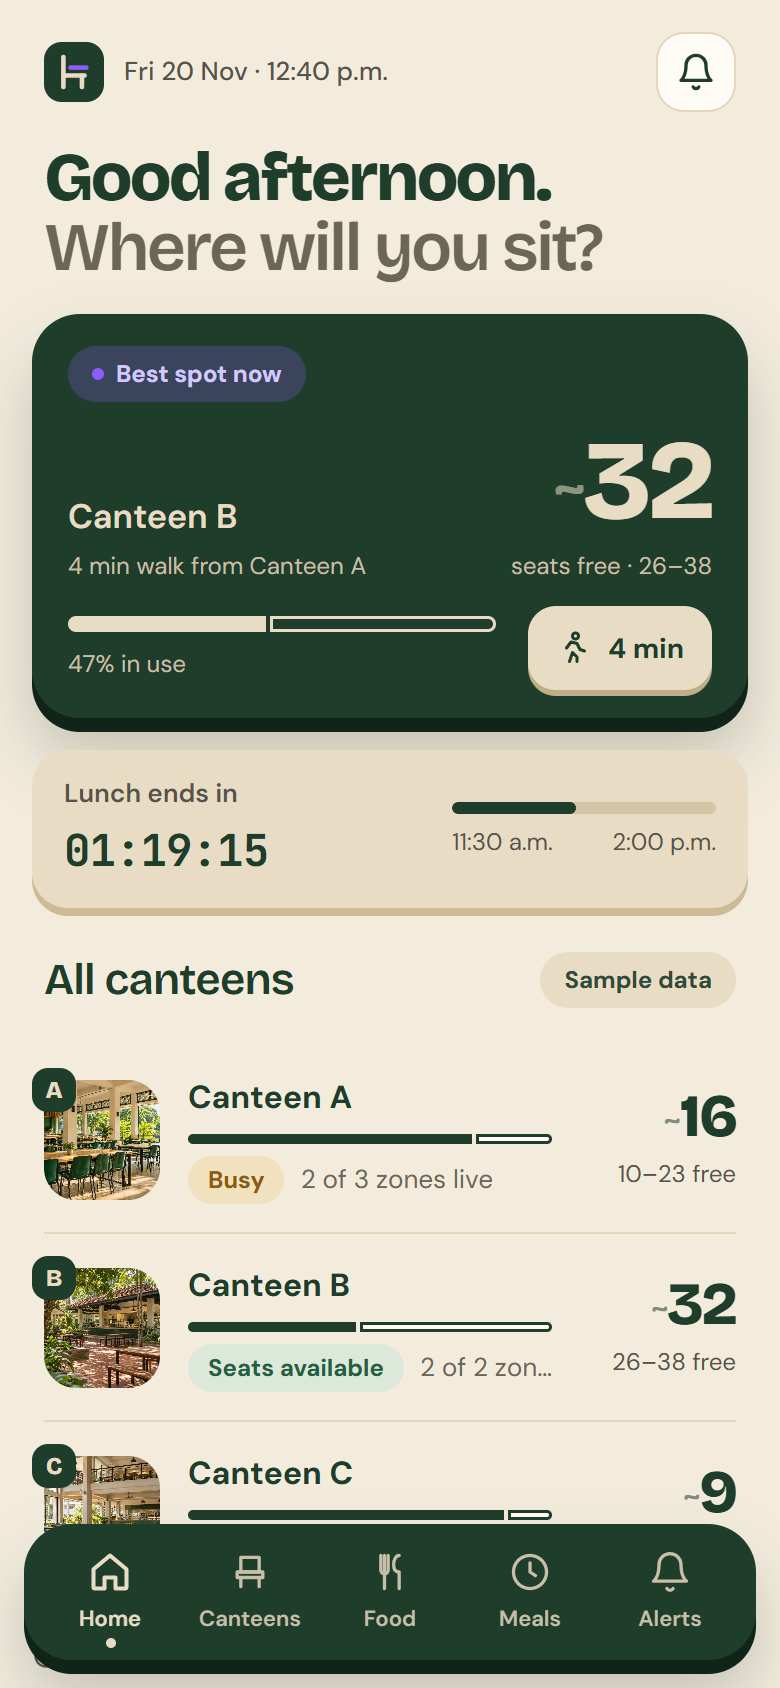 Fri 20 Nov · 12:40 p.m.
Good afternoon.
Where will you sit?
Best spot now
~32
Canteen B
4 min walk from Canteen A
seats free · 26–38
47% in use
4 min
Lunch ends in
01:19:15
11:30 a.m.
2:00 p.m.
All canteens
Sample data
A
Canteen A
~16
Busy
2 of 3 zones live
10–23 free
B
Canteen B
~32
Seats available
2 of 2 zon...
26–38 free
C
Canteen C
~9
Home
Canteens
Food
Meals
Alerts